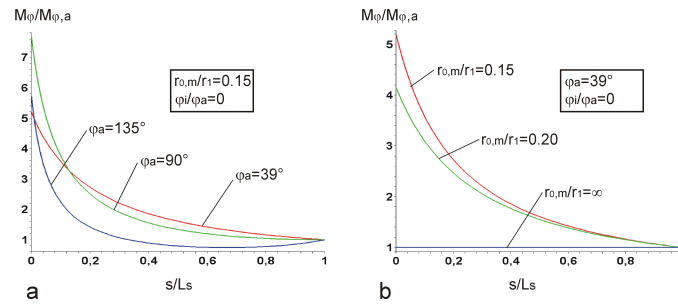 Mφ/Mφ,a
7
6
5
4
3
2
1
0
0,2
0,4
0,6
0,8
1
s/Ls
r0,m/r1=0.15
φi/φa=0
φa=135°
φa=90°
φa=39°
a
Mφ/Mφ,a
5
4
3
2
1
0
0,2
0,4
0,6
0,8
s/Ls
φa=39°
φi/φa=0
r0,m/r1=0.15
r0,m/r1=0.20
r0,m/r1=∞
b